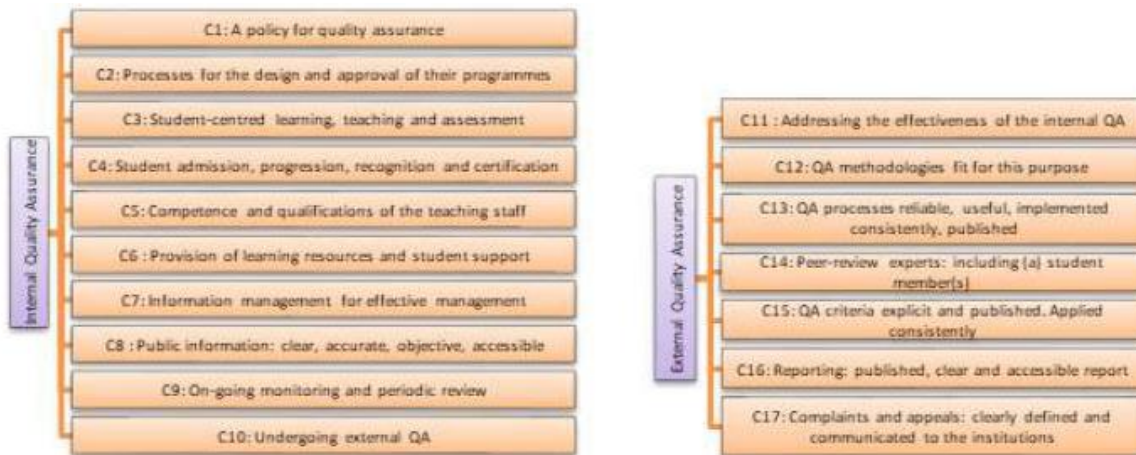 Internal Quality Assurance
C1: A policy for quality assurance
C2: Processes for the design and approval of their programmes
C3: Student-centred learning, teaching and assessment
C4: Student admission, progression, recognition and certification
C5: Competence and qualifications of the teaching staff
C6 : Provision of learning resources and student support
C7: Information management for effective management
C8 : Public information: clear, accurate, objective, accessible
C9: On-going monitoring and periodic review
C10: Undergoing external QA
External Quality Assurance
C11 : Addressing the effectiveness of the internal QA
C12: QA methodologies fit for this purpose
C13: QA processes reliable, useful, implemented
consistently, published
C14: Peer-review experts: including (a) student
member(s)
C15: QA criteria explicit and published. Applied
consistently
C16: Reporting: published, clear and accessible report
C17: Complaints and appeals: clearly defined and
communicated to the institutions